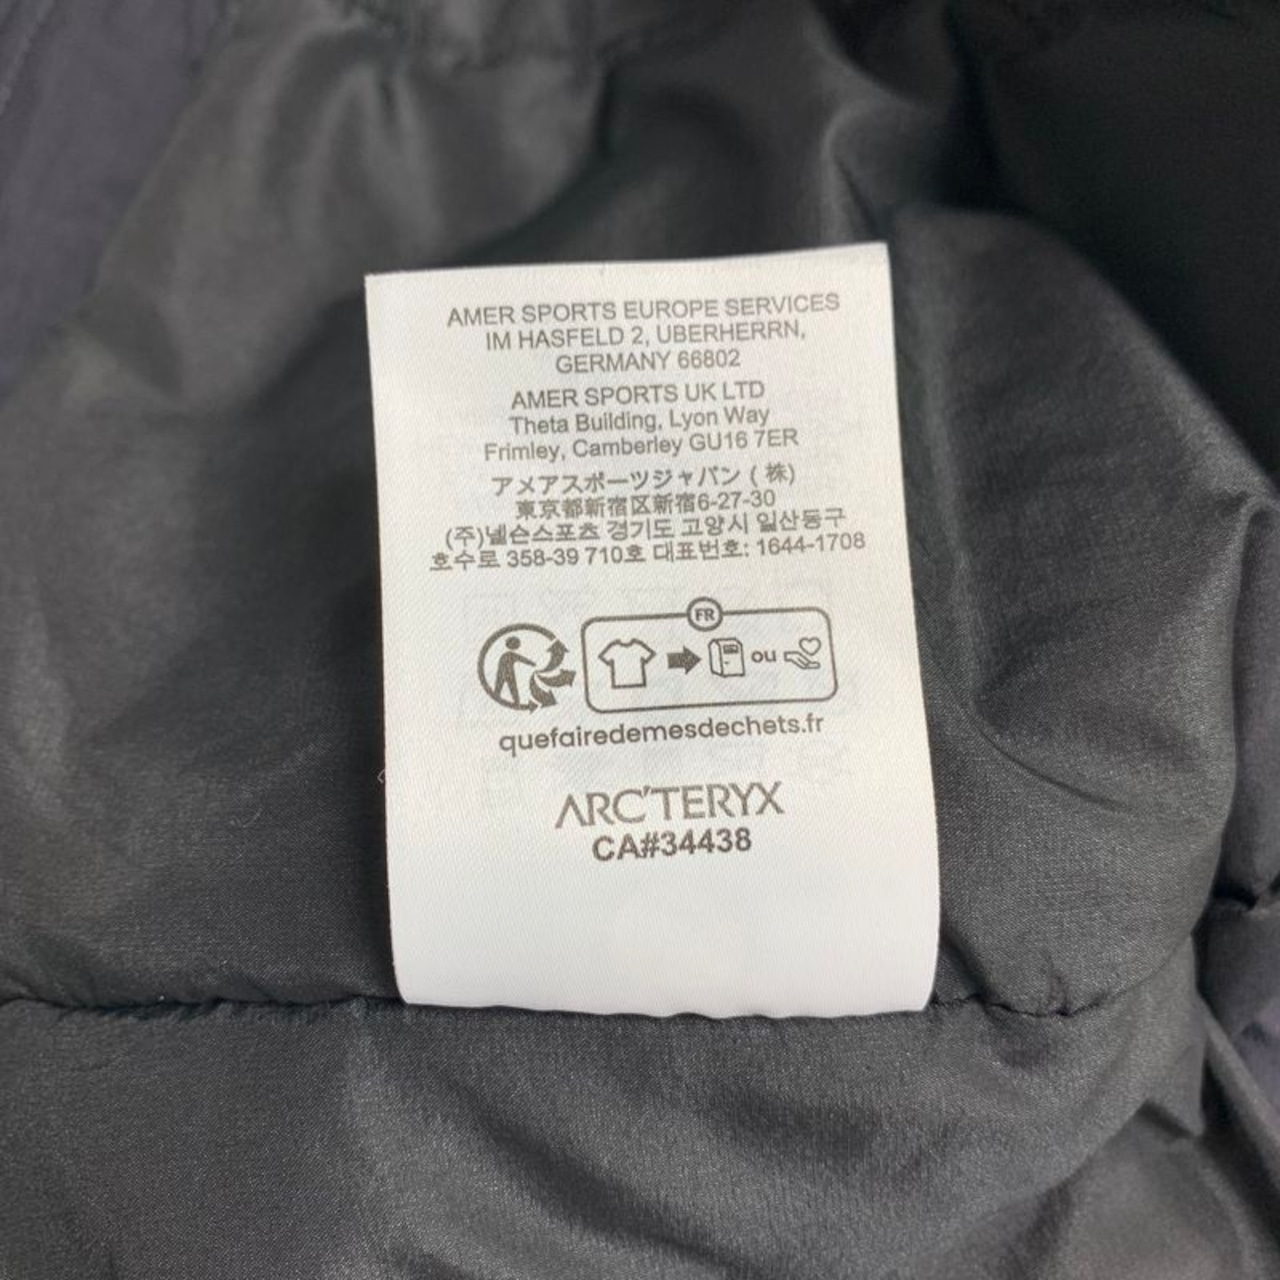 AMER SPORTS EUROPE SERVICES
IM HASFELD 2, UBERHERRN,
GERMANY 66802
AMER SPORTS UK LTD
Theta Building, Lyon Way
Frimley, Camberley GU16 7ER
アメアスポーツジャパン ( 株)
東京都新宿区新宿6-27-30
(주)넬슨스포츠 경기도 고양시 일산동구
호수로 358-39 710호 대표번호: 1644-1708
FR
ou
quefairedemesdechets.fr
ARC'TERYX
CA#34438